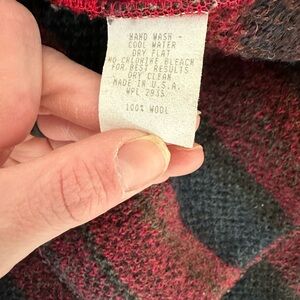 HAND WASH -
COOL WATER
DRY FLAT
NO CHLORINE BLEACH
FOR BEST RESULTS
DRY CLEAN
MADE IN U.S.A.
WPL 2935
100% WOOL